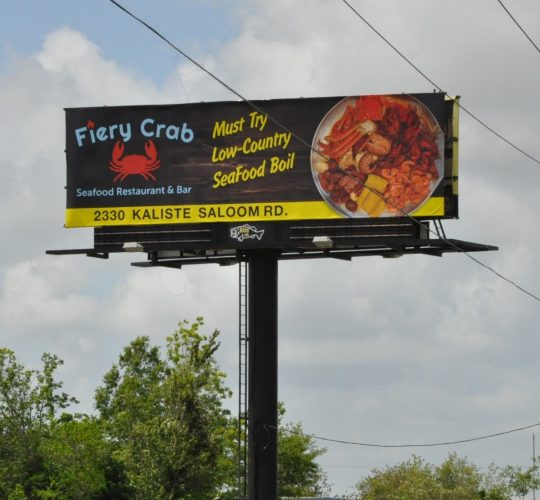 Fiery Crab
Seafood Restaurant & Bar
Must Try
Low-Country
Seafood Boil
2330 KALISTE SALOOM RD.